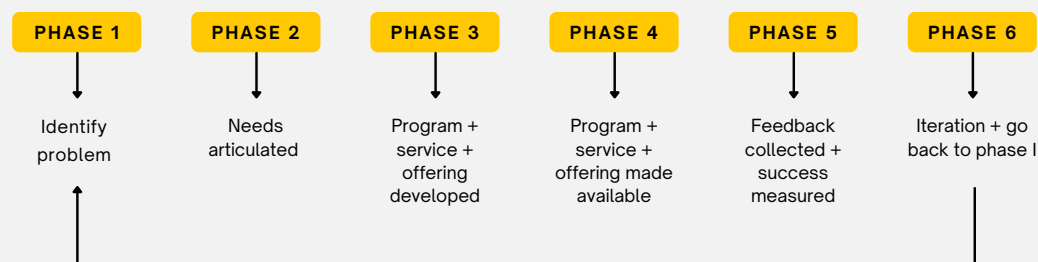 PHASE 1
Identify
problem
PHASE 2
Needs
articulated
PHASE 3
Program +
service +
offering
developed
PHASE 4
Program +
service +
offering made
available
PHASE 5
Feedback
collected +
success
measured
PHASE 6
Iteration + go
back to phase I